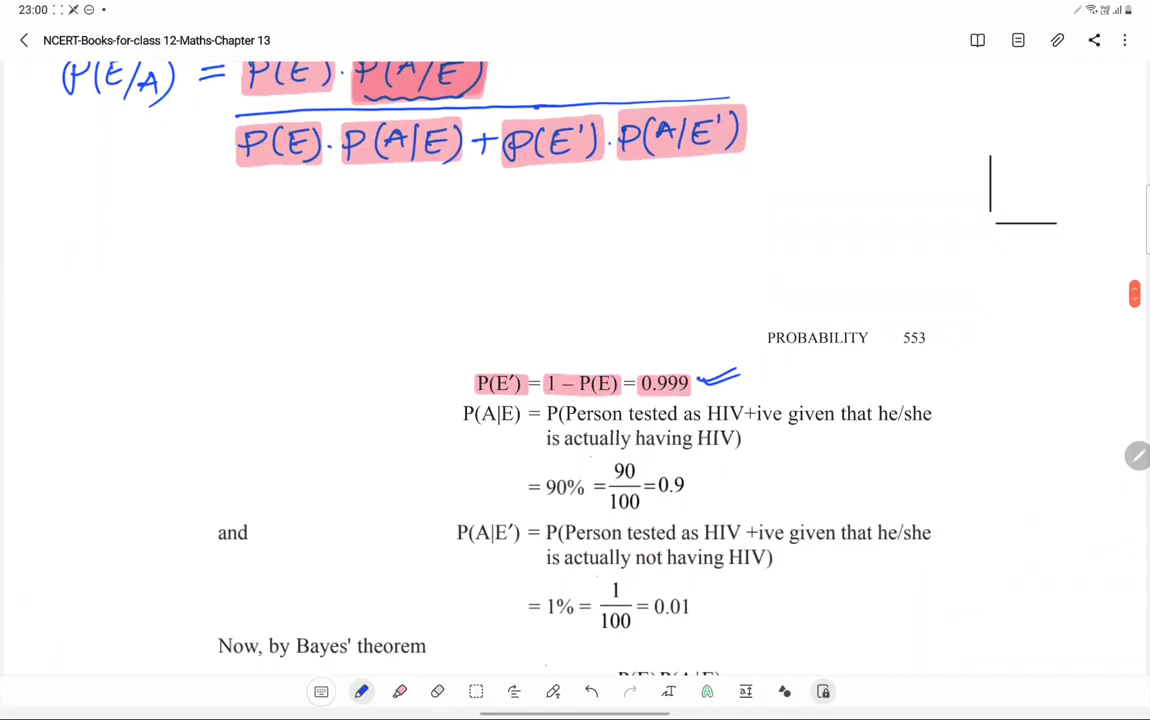 23:00
NCERT-Books-for-class 12-Maths-Chapter 13
P(E/A) = P(E) . P(A/E)
P(E) . P(A|E) + P(E') . P(A/E')
PROBABILITY 553
P(E′) = 1 – P(E) = 0.999
P(A|E) = P(Person tested as HIV+ive given that he/she
is actually having HIV)
= 90% = 90/100 = 0.9
and P(A|E′) = P(Person tested as HIV +ive given that he/she
is actually not having HIV)
= 1% = 1/100 = 0.01
Now, by Bayes' theorem